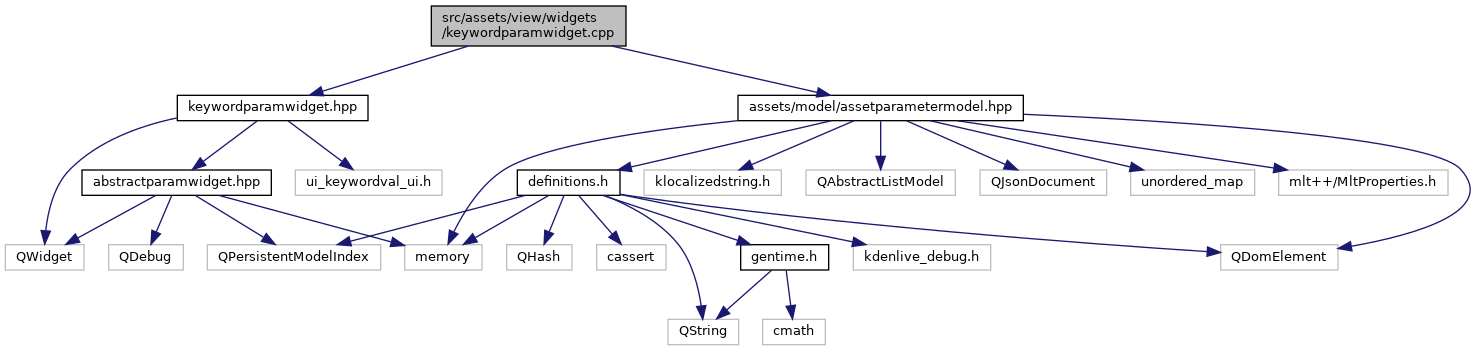 src/assets/view/widgets
/keywordparamwidget.cpp
keywordparamwidget.hpp
assets/model/assetparametermodel.hpp
abstractparamwidget.hpp
ui_keywordval_ui.h
definitions.h
klocalizedstring.h
QAbstractListModel
QJsonDocument
unordered_map
mlt++/MltProperties.h
QWidget
QDebug
QPersistentModelIndex
memory
QHash
cassert
gentime.h
kdenlive_debug.h
QDomElement
QString
cmath